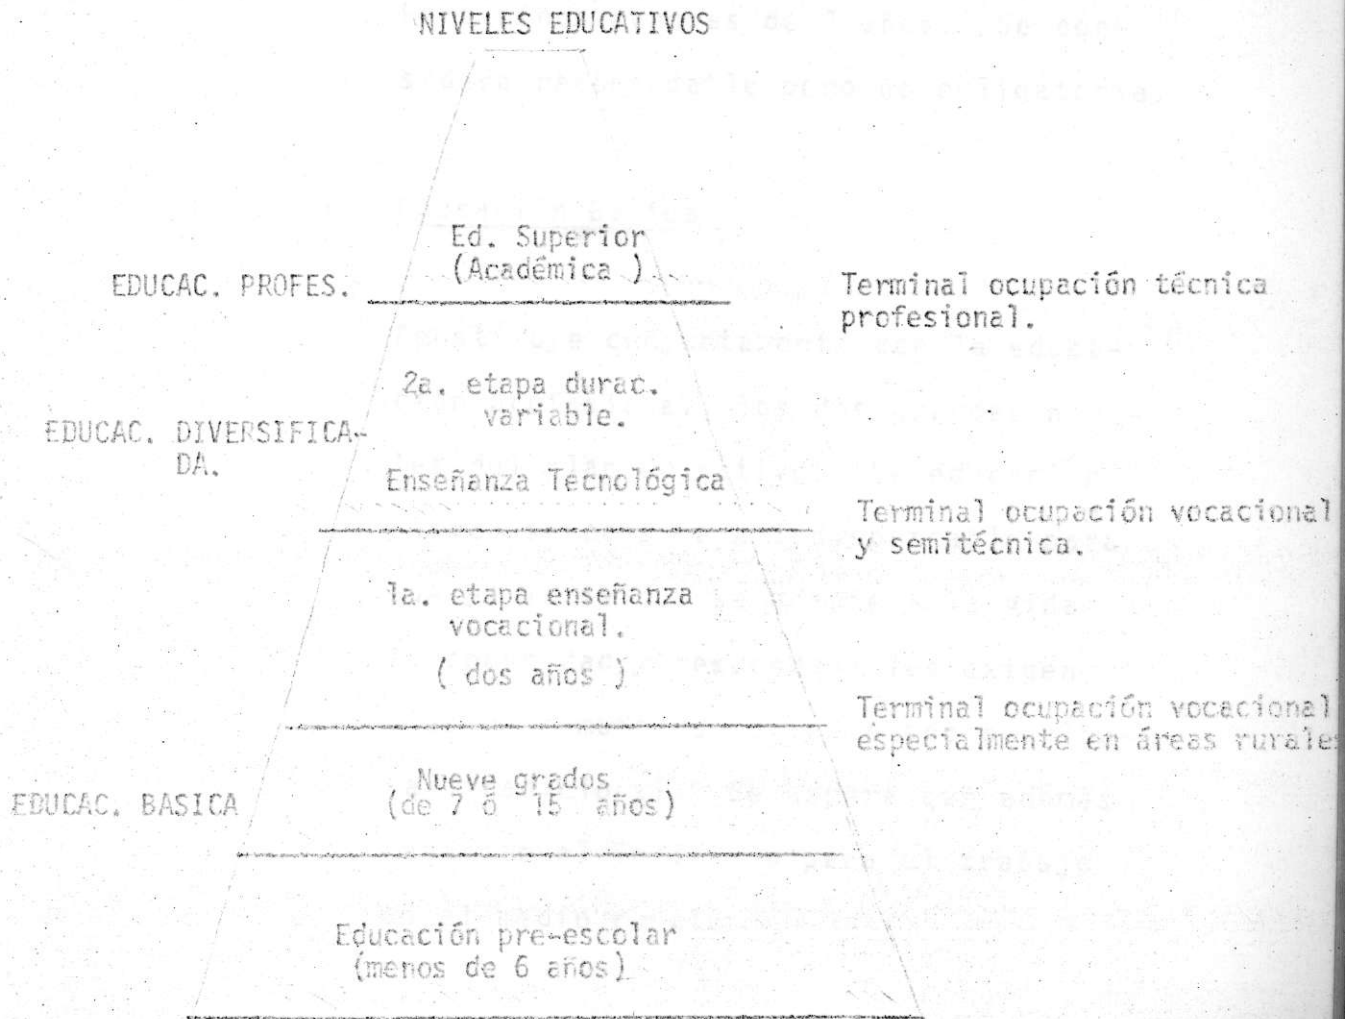 NIVELES EDUCATIVOS
Ed. Superior
(Académica )
EDUCAC. PROFES.
Terminal ocupación técnica
profesional.
2a. etapa durac.
variable.
EDUCAC. DIVERSIFICA-
DA.
Enseñanza Tecnológica
Terminal ocupación vocacional
y semitécnica.
1a. etapa enseñanza
vocacional.
( dos años )
Terminal ocupación vocacional
especialmente en áreas rurales
Nueve grados
(de 7 ó 15 años)
EDUCAC. BASICA
Educación pre-escolar
(menos de 6 años)